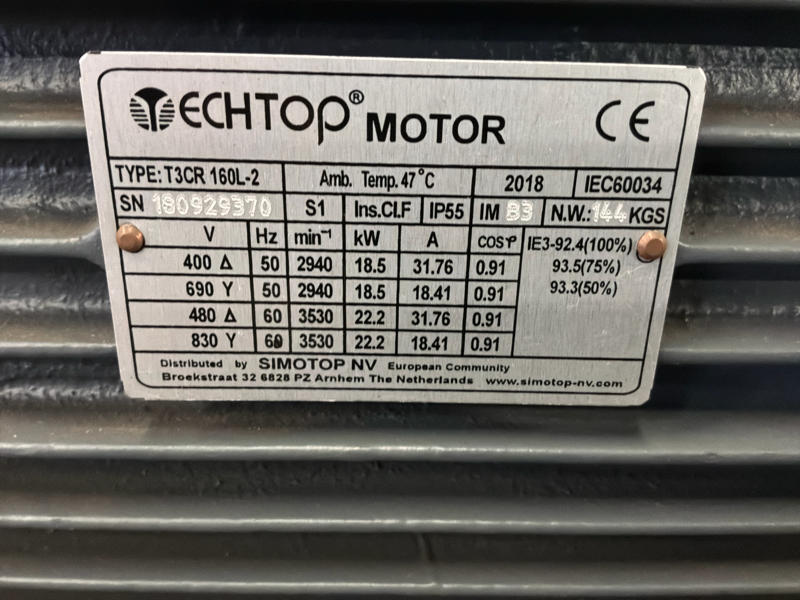 TECHTOP® MOTOR CE
TYPE: T3CR 160L-2 Amb. Temp. 47°C 2018 IEC60034
SN 180929370 S1 Ins.Cl.F IP55 IM B3 N.W.: 144 KGS
V Hz min⁻¹ kW A COSφ IE3-92.4(100%)
400 Δ 50 2940 18.5 31.76 0.91 93.5(75%)
690 Y 50 2940 18.5 18.41 0.91 93.3(50%)
480 Δ 60 3530 22.2 31.76 0.91
830 Y 60 3530 22.2 18.41 0.91
Distributed by SIMOTOP NV European Community
Broekstraat 32 6828 PZ Arnhem The Netherlands www.simotop-nv.com